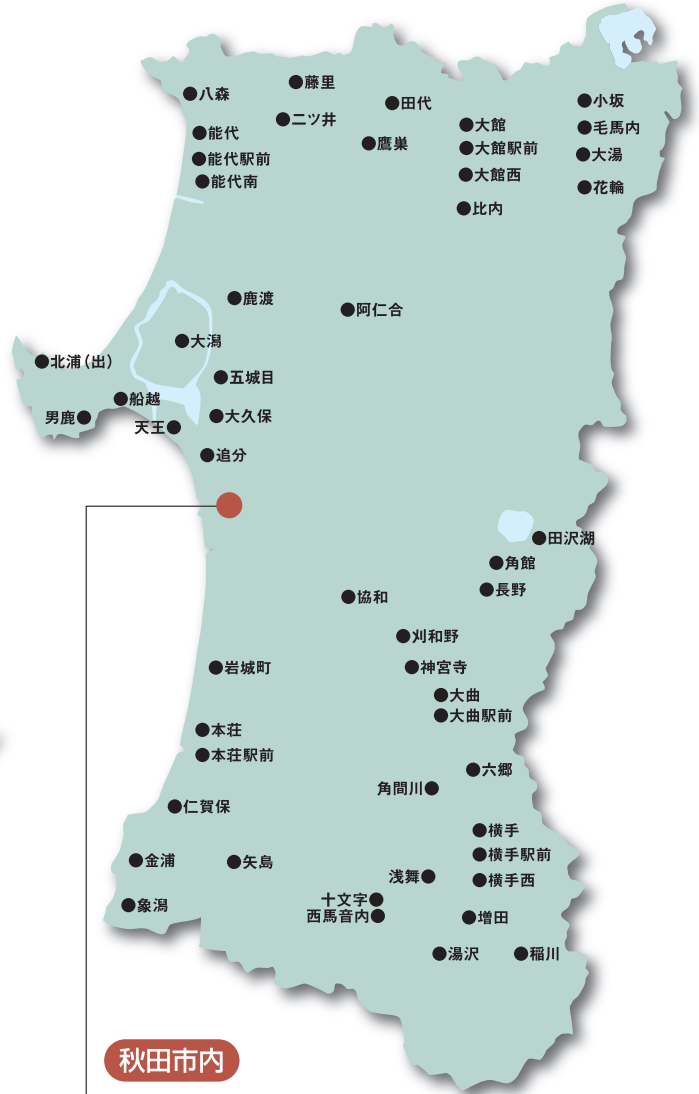 八森
藤里
田代
小坂
二ツ井
大館
毛馬内
能代
鷹巣
大館駅前
大湯
能代駅前
大館西
花輪
能代南
比内
鹿渡
阿仁合
大潟
北浦(出)
五城目
船越
男鹿
大久保
天王
追分
田沢湖
角館
長野
協和
刈和野
岩城町
神宮寺
大曲
大曲駅前
本荘
本荘駅前
六郷
角間川
仁賀保
横手
横手駅前
金浦
矢島
浅舞
横手西
十文字
象潟
西馬音内
増田
湯沢
稲川
秋田市内